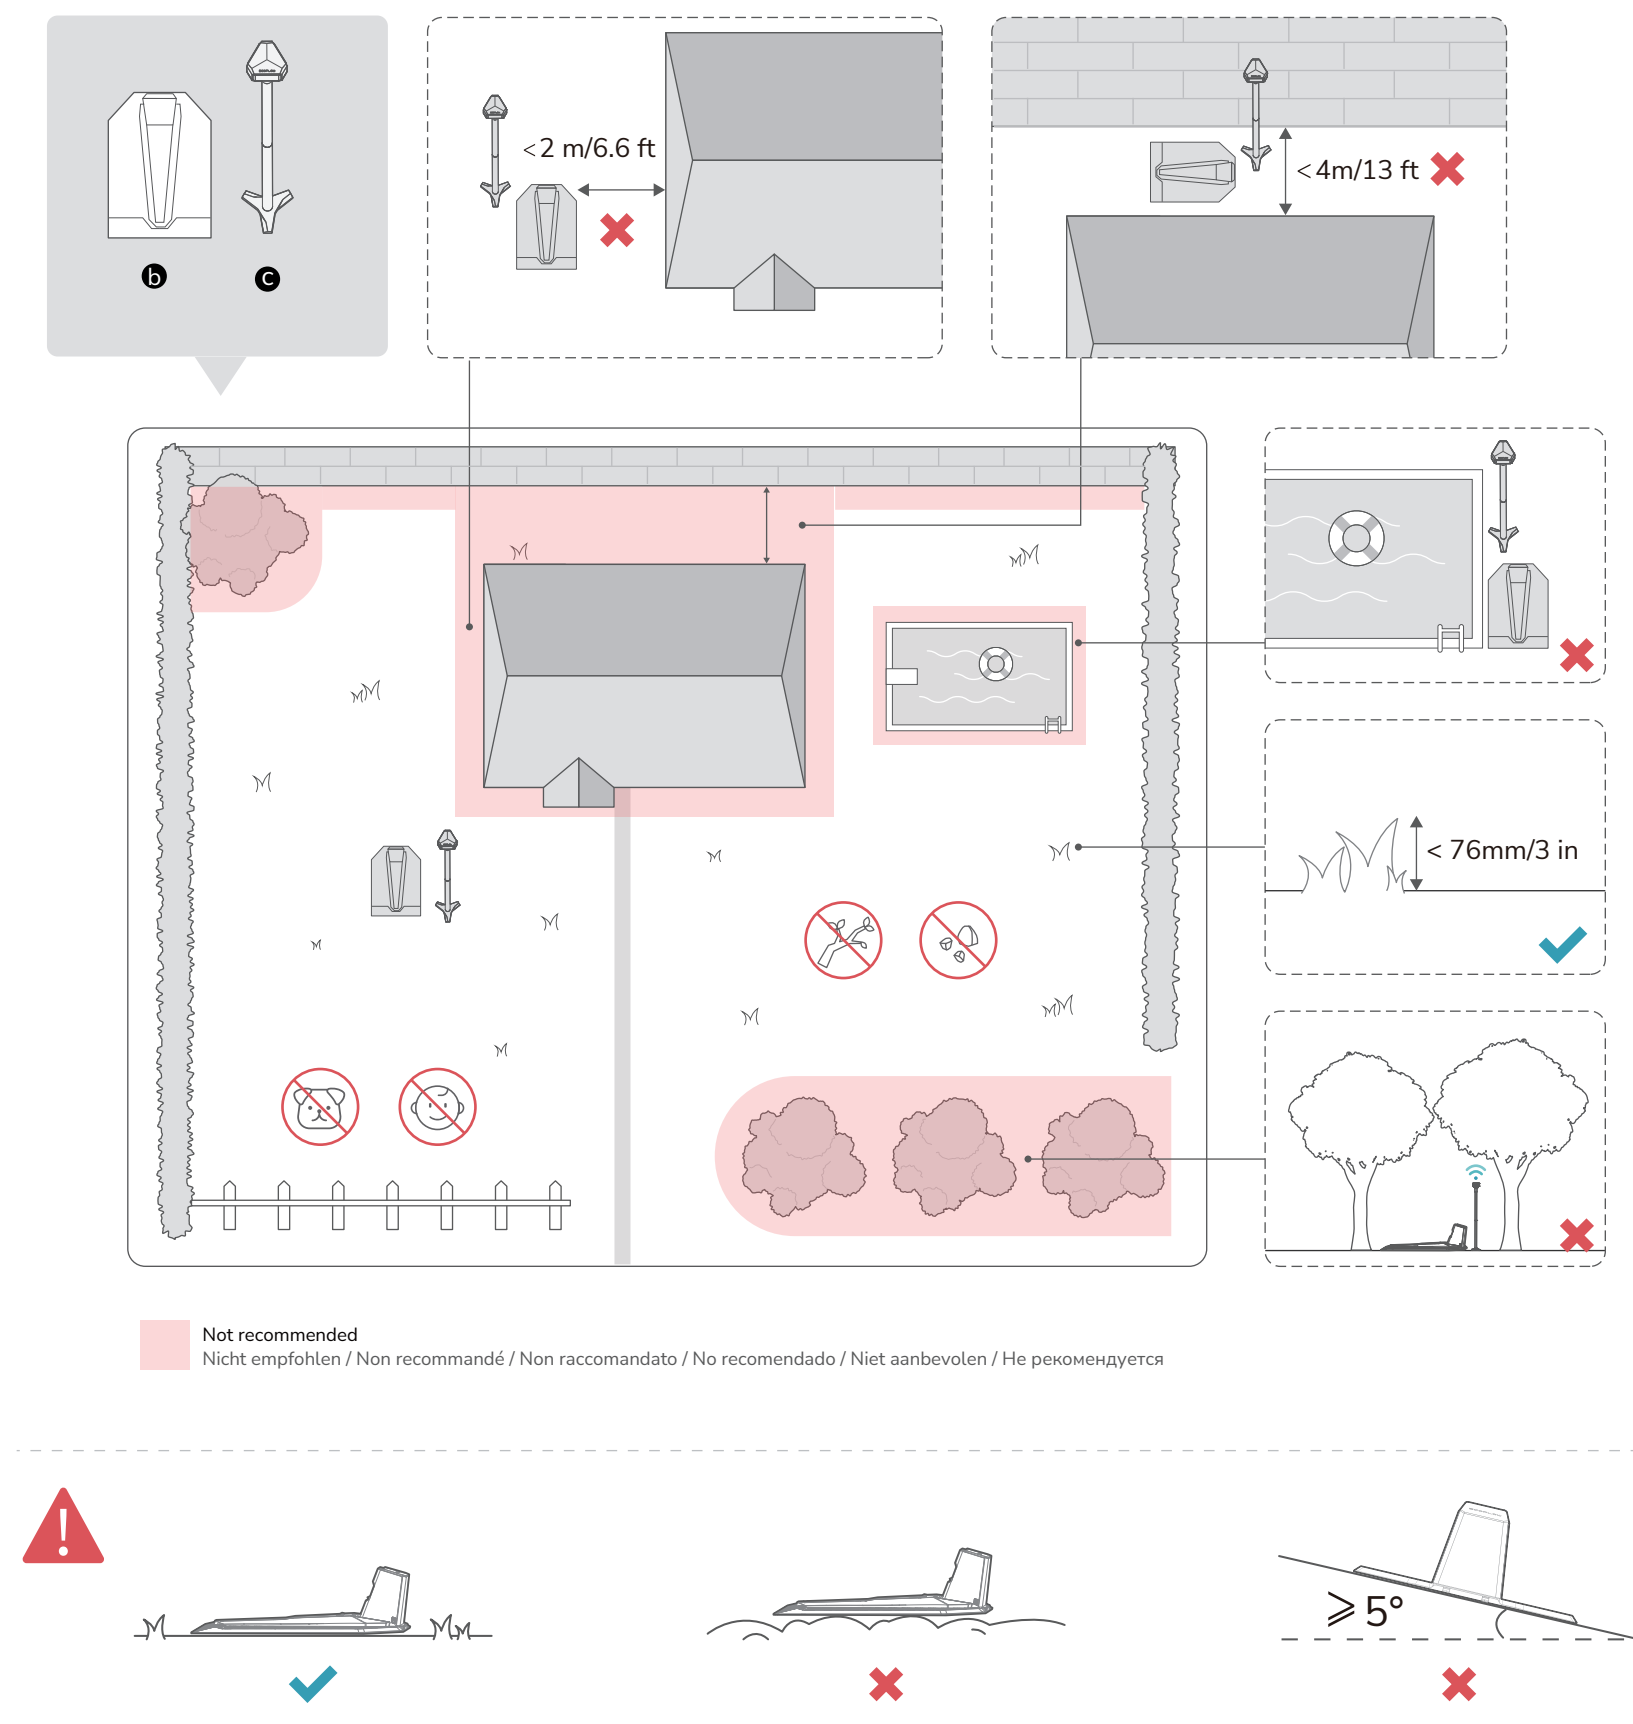 b
c
<2 m/6.6 ft
<4m/13 ft
< 76mm/3 in
Not recommended
Nicht empfohlen / Non recommandé / Non raccomandato / No recomendado / Niet aanbevolen / Не рекомендуется
!
⩾5°